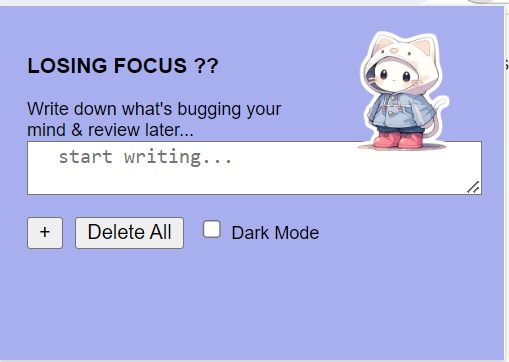 LOSING FOCUS ??
Write down what's bugging your
mind & review later...
start writing...
+ Delete All Dark Mode